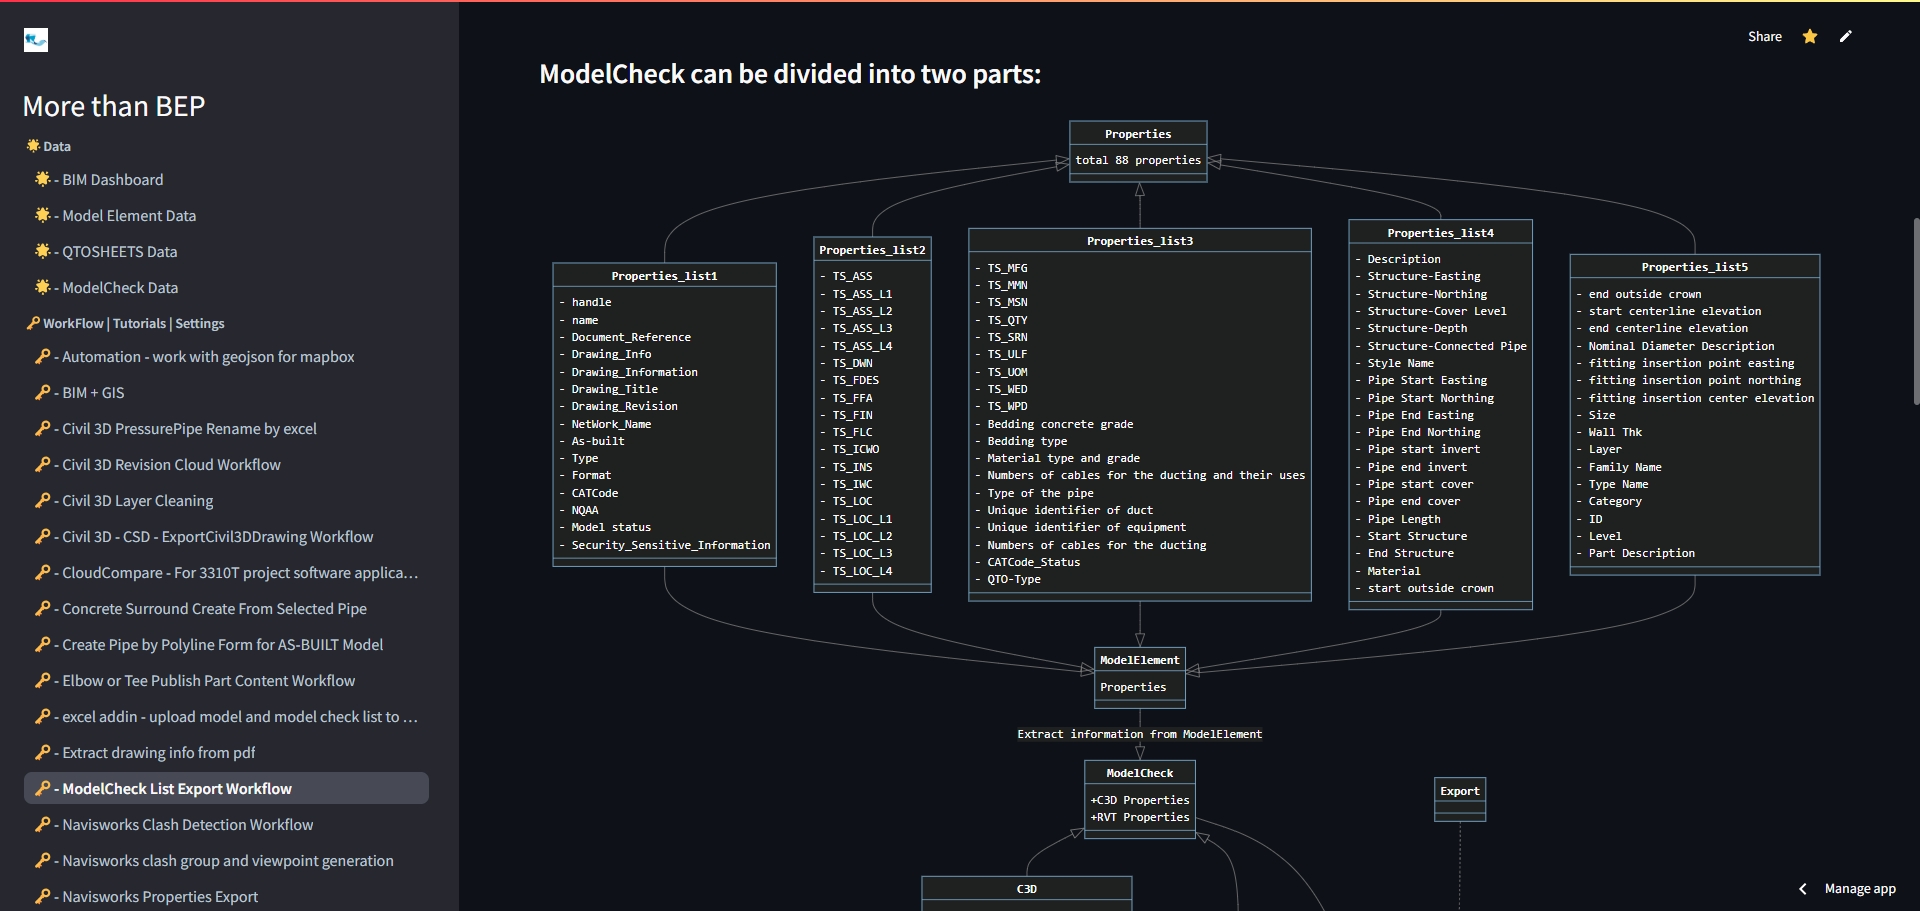 Share
More than BEP
Data
- BIM Dashboard
- Model Element Data
- QTOSHEETS Data
- ModelCheck Data
WorkFlow | Tutorials | Settings
- Automation - work with geojson for mapbox
- BIM + GIS
- Civil 3D PressurePipe Rename by excel
- Civil 3D Revision Cloud Workflow
- Civil 3D Layer Cleaning
- Civil 3D - CSD - ExportCivil3DDrawing Workflow
- CloudCompare - For 3310T project software applica...
- Concrete Surround Create From Selected Pipe
- Create Pipe by Polyline Form for AS-BUILT Model
- Elbow or Tee Publish Part Content Workflow
- excel addin - upload model and model check list to ...
- Extract drawing info from pdf
- ModelCheck List Export Workflow
- Navisworks Clash Detection Workflow
- Navisworks clash group and viewpoint generation
- Navisworks Properties Export
ModelCheck can be divided into two parts:
Properties
total 88 properties
Properties_list1
- handle
- name
- Document_Reference
- Drawing_Info
- Drawing_Information
- Drawing_Title
- Drawing_Revision
- NetWork_Name
- As-built
- Type
- Format
- CATCode
- NQAA
- Model status
- Security_Sensitive_Information
Properties_list2
- TS_ASS
- TS_ASS_L1
- TS_ASS_L2
- TS_ASS_L3
- TS_ASS_L4
- TS_DWN
- TS_FDES
- TS_FFA
- TS_FIN
- TS_FLC
- TS_ICWO
- TS_INS
- TS_IWC
- TS_LOC
- TS_LOC_L1
- TS_LOC_L2
- TS_LOC_L3
- TS_LOC_L4
Properties_list3
- TS_MFG
- TS_MMN
- TS_MSN
- TS_QTY
- TS_SRN
- TS_ULF
- TS_UOM
- TS_WED
- TS_WPD
- Bedding concrete grade
- Bedding type
- Material type and grade
- Numbers of cables for the ducting and their uses
- Type of the pipe
- Unique identifier of duct
- Unique identifier of equipment
- Numbers of cables for the ducting
- CATCode_Status
- QTO-Type
Properties_list4
- Description
- Structure-Easting
- Structure-Northing
- Structure-Cover Level
- Structure-Depth
- Structure-Connected Pipe
- Style Name
- Pipe Start Easting
- Pipe Start Northing
- Pipe End Easting
- Pipe End Northing
- Pipe start invert
- Pipe end invert
- Pipe start cover
- Pipe end cover
- Pipe Length
- Start Structure
- End Structure
- Material
- start outside crown
Properties_list5
- end outside crown
- start centerline elevation
- end centerline elevation
- Nominal Diameter Description
- fitting insertion point easting
- fitting insertion point northing
- fitting insertion center elevation
- Size
- Wall Thk
- Layer
- Family Name
- Type Name
- Category
- ID
- Level
- Part Description
ModelElement
Properties
Extract information from ModelElement
ModelCheck
+C3D Properties
+RVT Properties
Export
C3D
Manage app